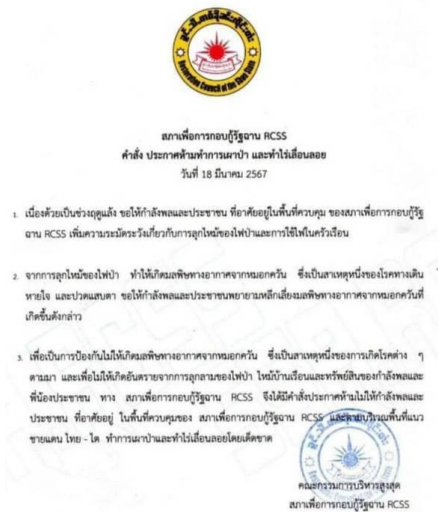 Restoration Council of the Shan State
สภาเพื่อการกอบกู้รัฐฉาน RCSS
คำสั่ง ประกาศห้ามทำการเผาป่า และทำไร่เลื่อนลอย
วันที่ 18 มีนาคม 2567
1. เนื่องด้วยเป็นช่วงฤดูแล้ง ขอให้กำลังพลและประชาชน ที่อาศัยอยู่ในพื้นที่ควบคุม ของสภาเพื่อการกอบกู้รัฐ
ฉาน RCSS เพิ่มความระมัดระวังเกี่ยวกับการลุกไหม้ของไฟป่าและการใช้ไฟในครัวเรือน
2. จากการลุกไหม้ของไฟป่า ทำให้เกิดมลพิษทางอากาศจากหมอกควัน ซึ่งเป็นสาเหตุหนึ่งของโรคทางเดิน
หายใจ และปวดแสบตา ขอให้กำลังพลและประชาชนพยายามหลีกเลี่ยงมลพิษทางอากาศจากหมอกควันที่
เกิดขึ้นดังกล่าว
3. เพื่อเป็นการป้องกันไม่ให้เกิดมลพิษทางอากาศจากหมอกควัน ซึ่งเป็นสาเหตุหนึ่งของการเกิดโรคต่าง ๆ
ตามมา และเพื่อไม่ให้เกิดอันตรายจากการลุกลามของไฟป่า ไหม้บ้านเรือนและทรัพย์สินของกำลังพลและ
พี่น้องประชาชน ทาง สภาเพื่อการกอบกู้รัฐฉาน RCSS จึงได้มีคำสั่งประกาศห้ามไม่ให้กำลังพลและ
ประชาชน ที่อาศัยอยู่ ในพื้นที่ควบคุมของ สภาเพื่อการกอบกู้รัฐฉาน RCSS และตามบริเวณพื้นที่แนว
ชายแดน ไทย - ไต ทำการเผาป่าและทำไร่เลื่อนลอยโดยเด็ดขาด
คณะกรรมการบริหารสูงสุด
สภาเพื่อการกอบกู้รัฐฉาน RCSS